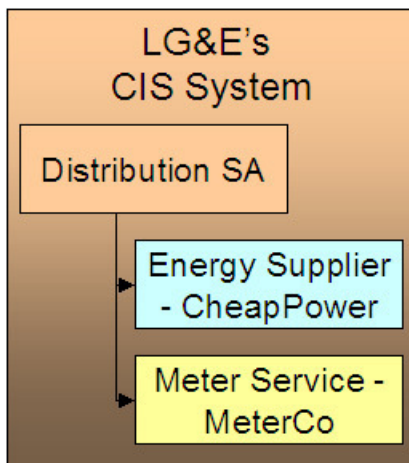 LG&E’s
CIS System
Distribution SA
Energy Supplier
- CheapPower
Meter Service -
MeterCo